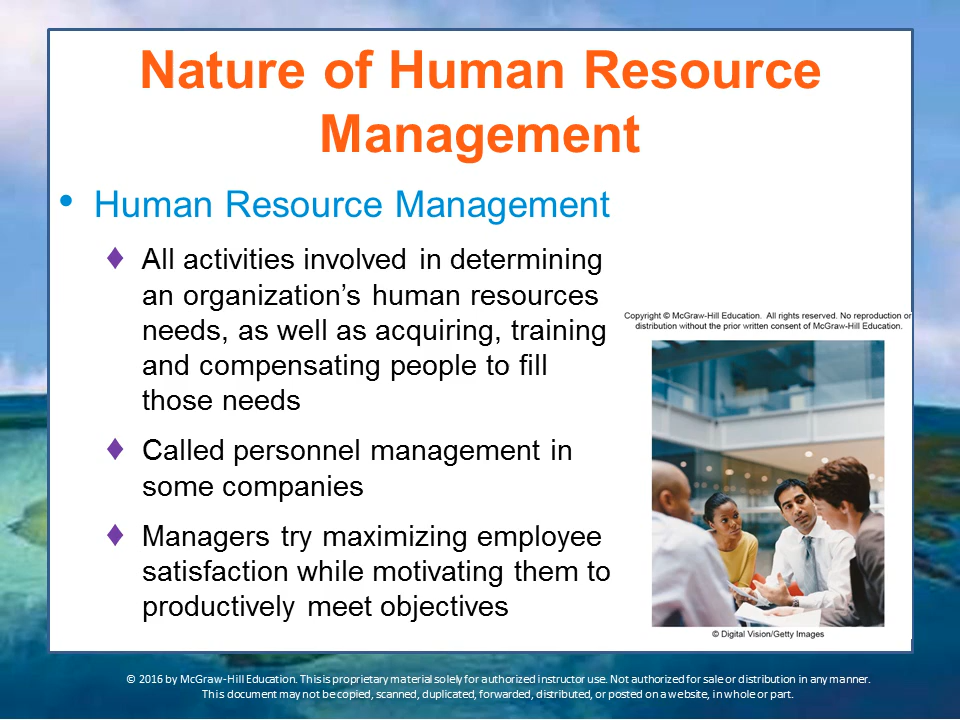 Nature of Human Resource
Management
• Human Resource Management
♦ All activities involved in determining
an organization’s human resources
needs, as well as acquiring, training
and compensating people to fill
those needs
♦ Called personnel management in
some companies
♦ Managers try maximizing employee
satisfaction while motivating them to
productively meet objectives
Copyright © McGraw-Hill Education. All rights reserved. No reproduction or
distribution without the prior written consent of McGraw-Hill Education.
© Digital Vision/Getty Images
© 2016 by McGraw-Hill Education. This is proprietary material solely for authorized instructor use. Not authorized for sale or distribution in any manner.
This document may not be copied, scanned, duplicated, forwarded, distributed, or posted on a website, in whole or part.